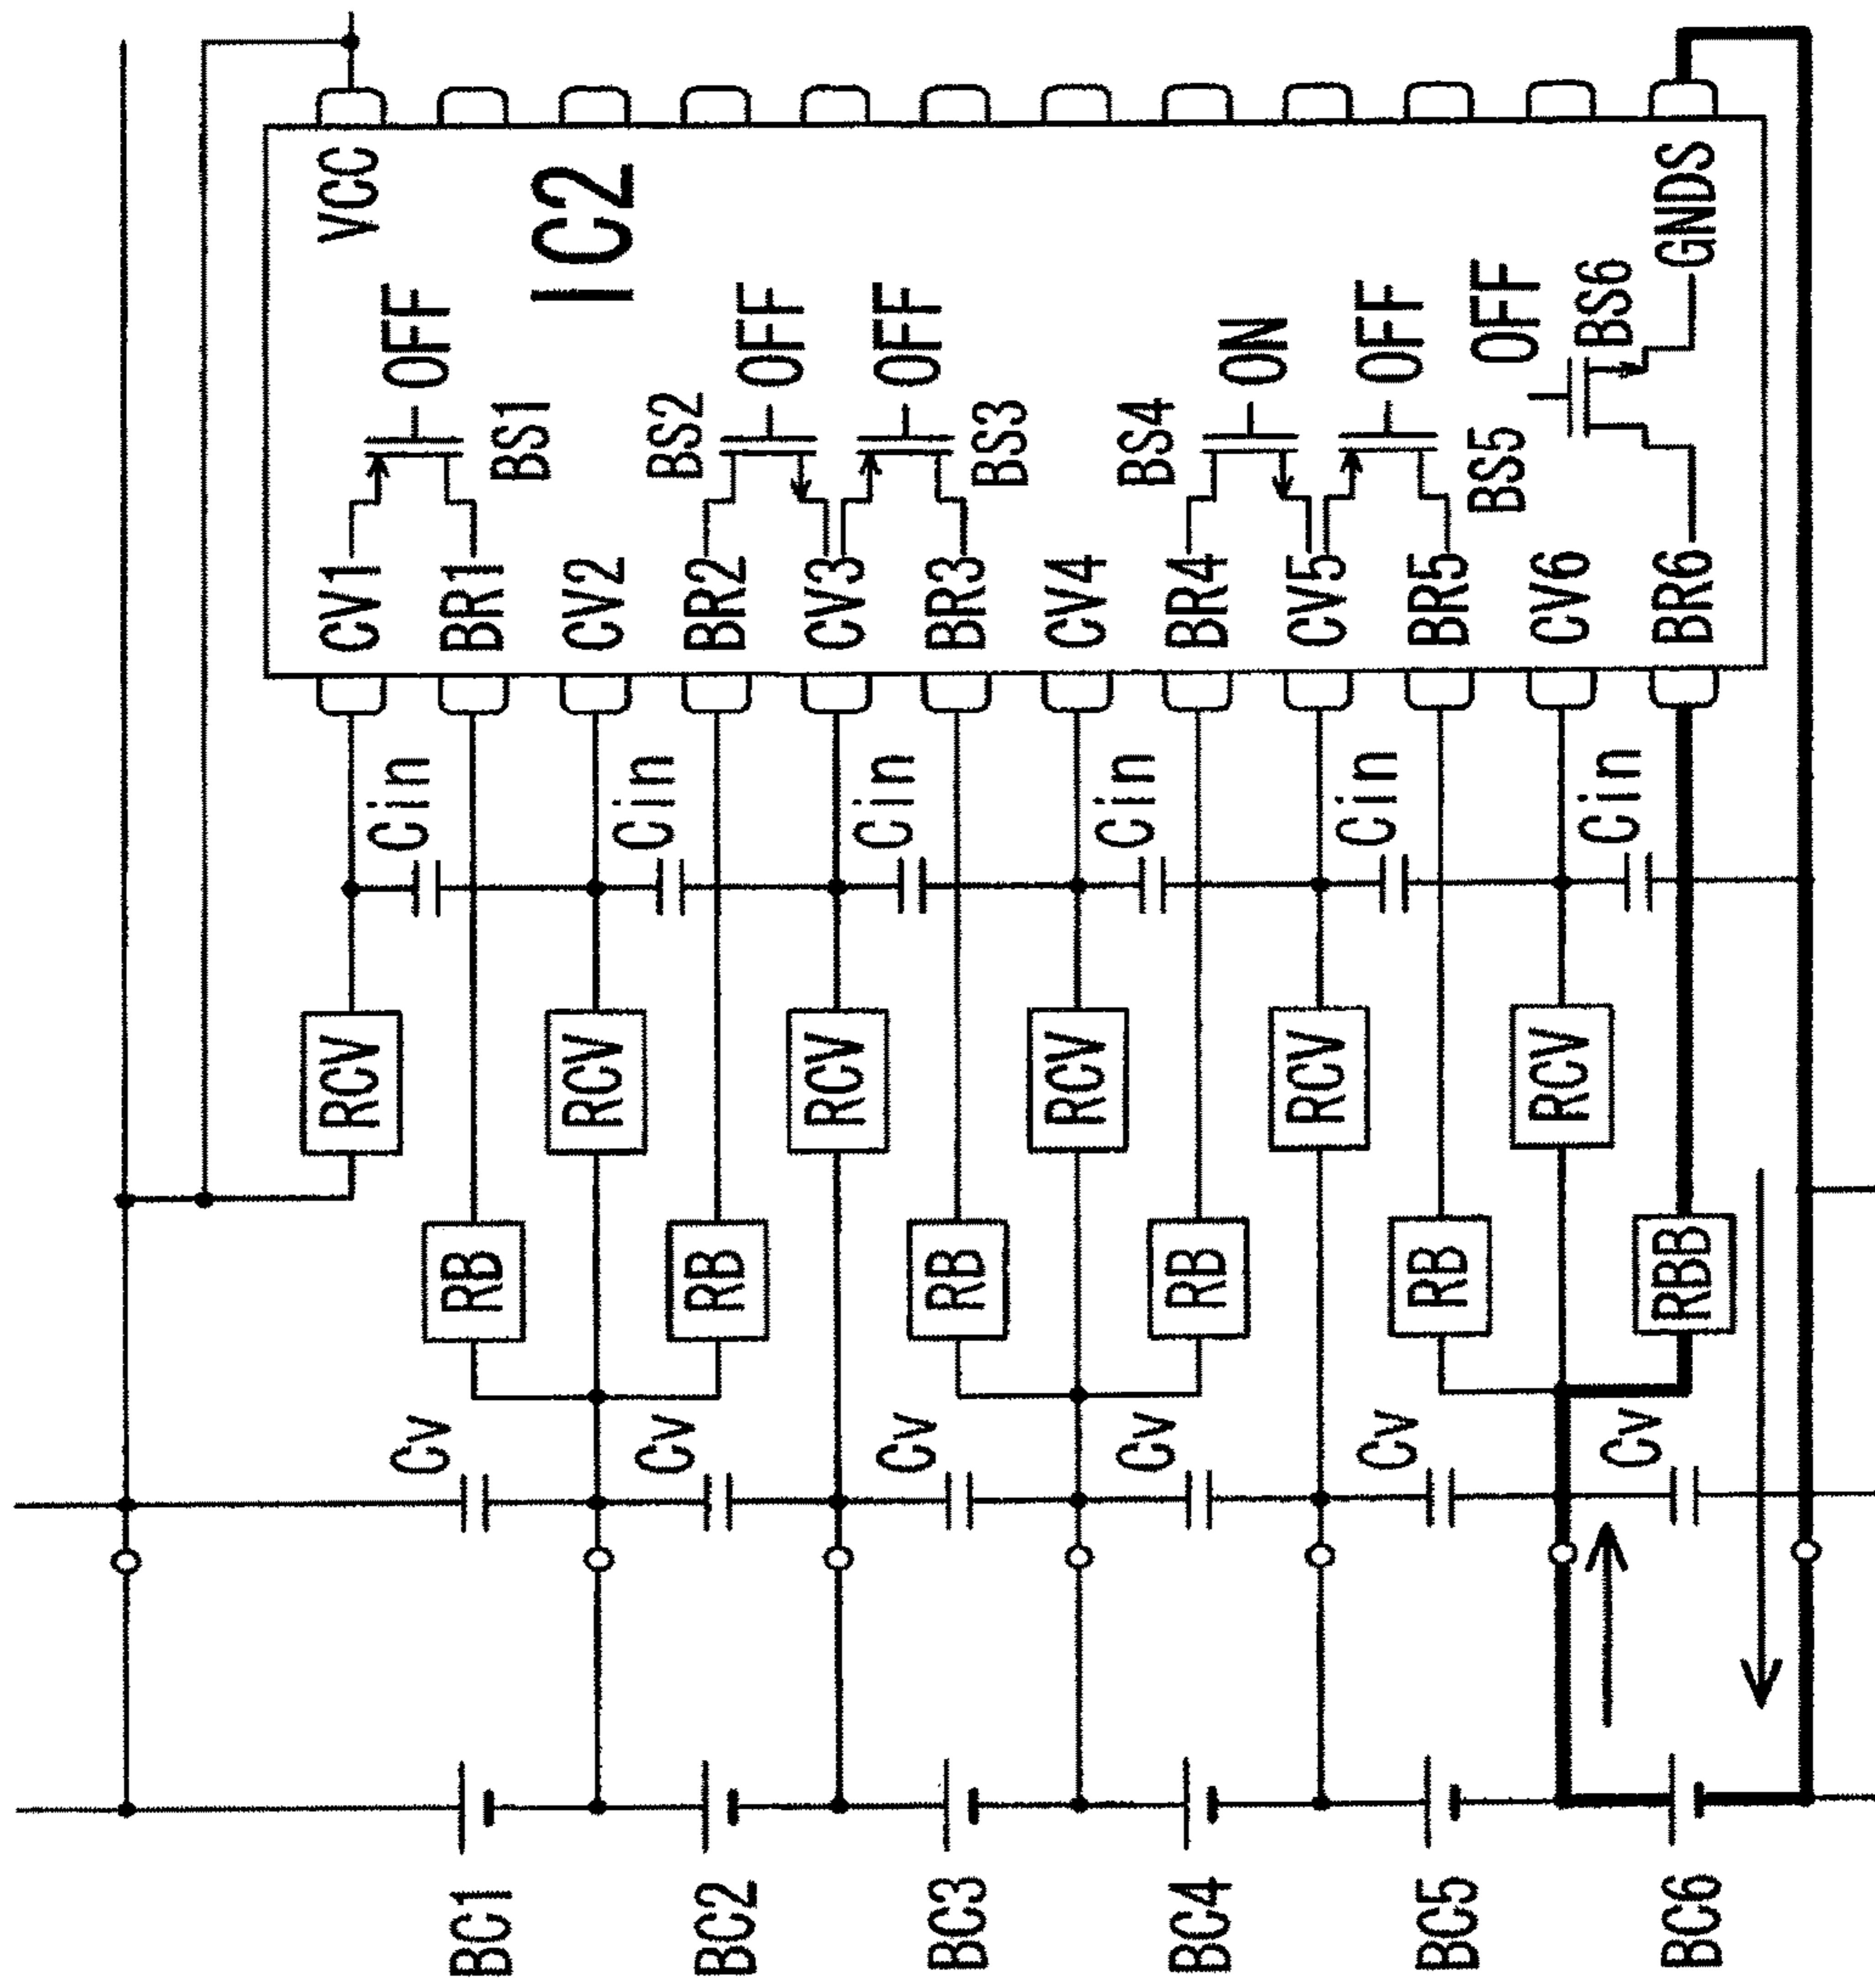 VCC
IC2
GNDS
OFF
OFF
OFF
ON
OFF
OFF
BS1
BS2
BS3
BS4
BS5
BS6
CV1
BR1
CV2
BR2
CV3
BR3
CV4
BR4
CV5
BR5
CV6
BR6
Cin
Cin
Cin
Cin
Cin
Cin
RCV
RCV
RCV
RCV
RCV
RCV
RB
RB
RB
RB
RB
RBB
Cv
Cv
Cv
Cv
Cv
Cv
BC1
BC2
BC3
BC4
BC5
BC6